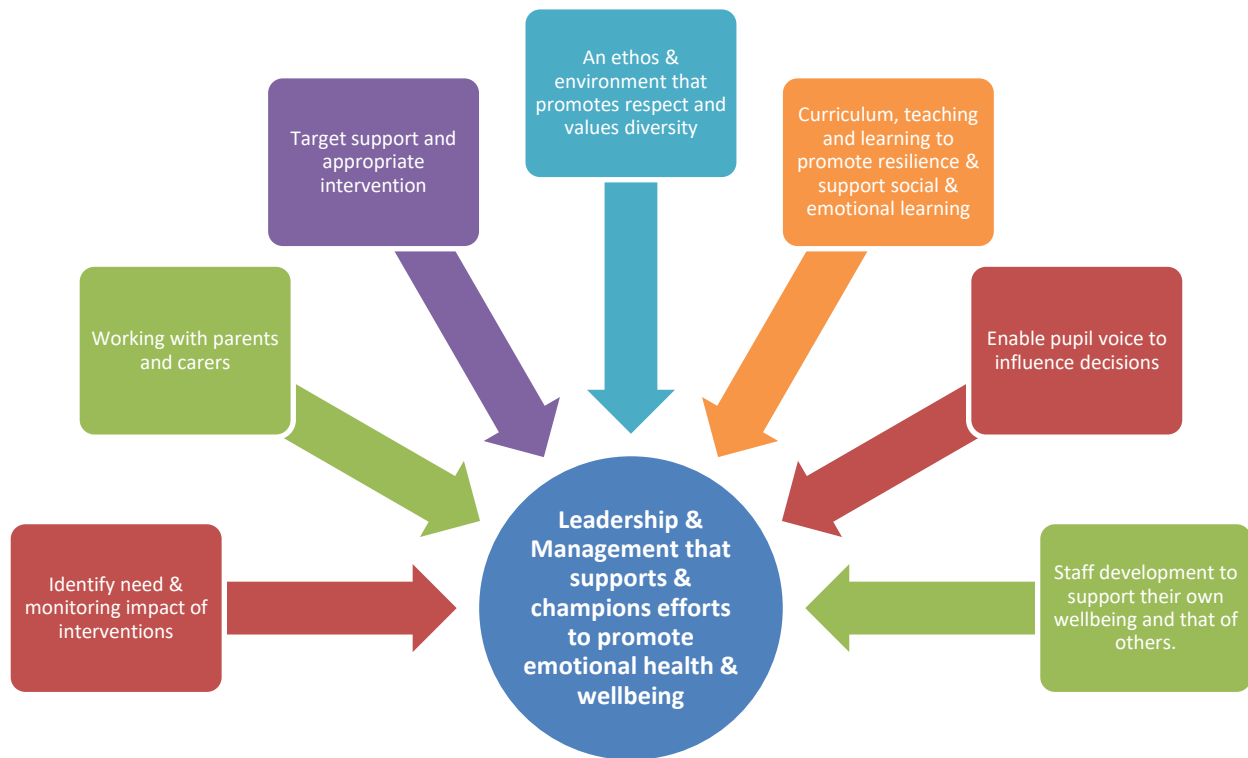 An ethos &
environment that
promotes respect and
values diversity
Target support and
appropriate
intervention
Curriculum, teaching
and learning to
promote resilience &
support social &
emotional learning
Working with parents
and carers
Enable pupil voice to
influence decisions
Identify need &
monitoring impact of
interventions
Leadership &
Management that
supports &
champions efforts
to promote
emotional health &
wellbeing
Staff development to
support their own
wellbeing and that of
others.